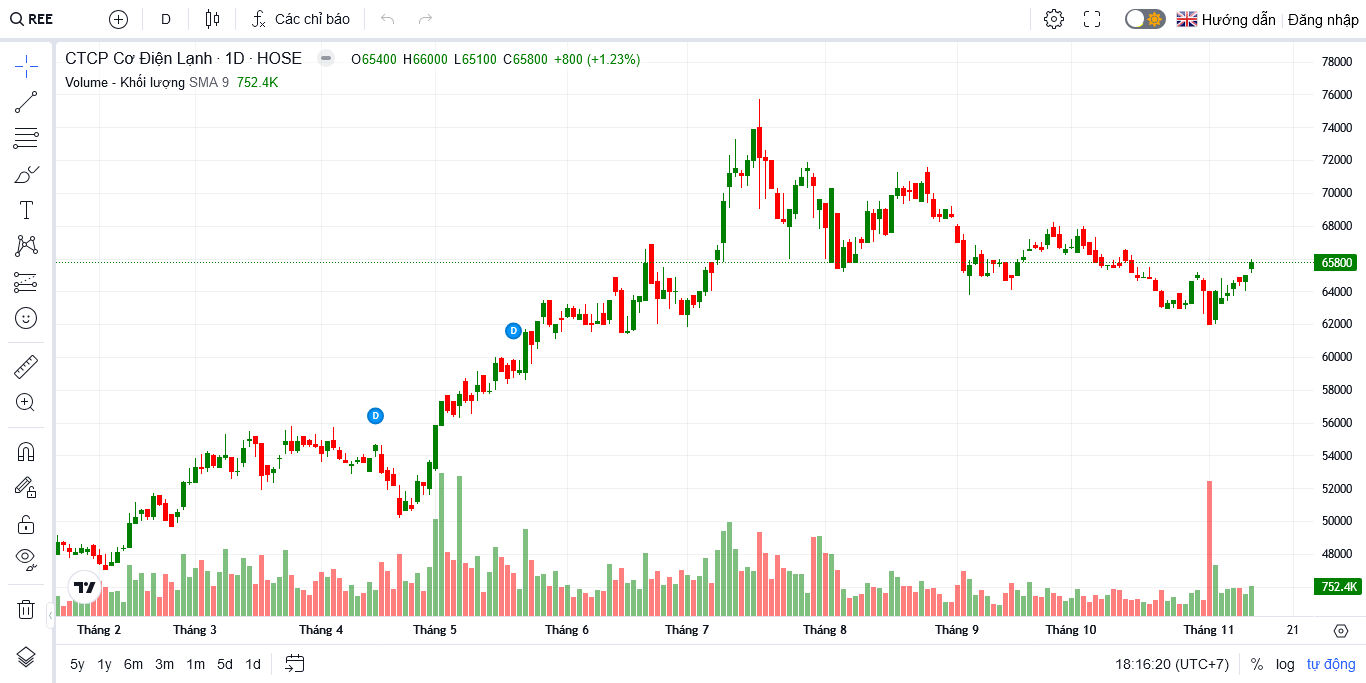 REE D Các chỉ báo Hướng dẫn Đăng nhập
CTCP Cơ Điện Lạnh · 1D · HOSE O65400 H66000 L65100 C65800 +800 (+1.23%)
Volume - Khối lượng SMA 9 752.4K
78000
76000
74000
72000
70000
68000
65800
64000
62000
60000
58000
56000
54000
52000
50000
48000
752.4K
D
D
Tháng 2 Tháng 3 Tháng 4 Tháng 5 Tháng 6 Tháng 7 Tháng 8 Tháng 9 Tháng 10 Tháng 11 21
5y 1y 6m 3m 1m 5d 1d 18:16:20 (UTC+7) % log tự động